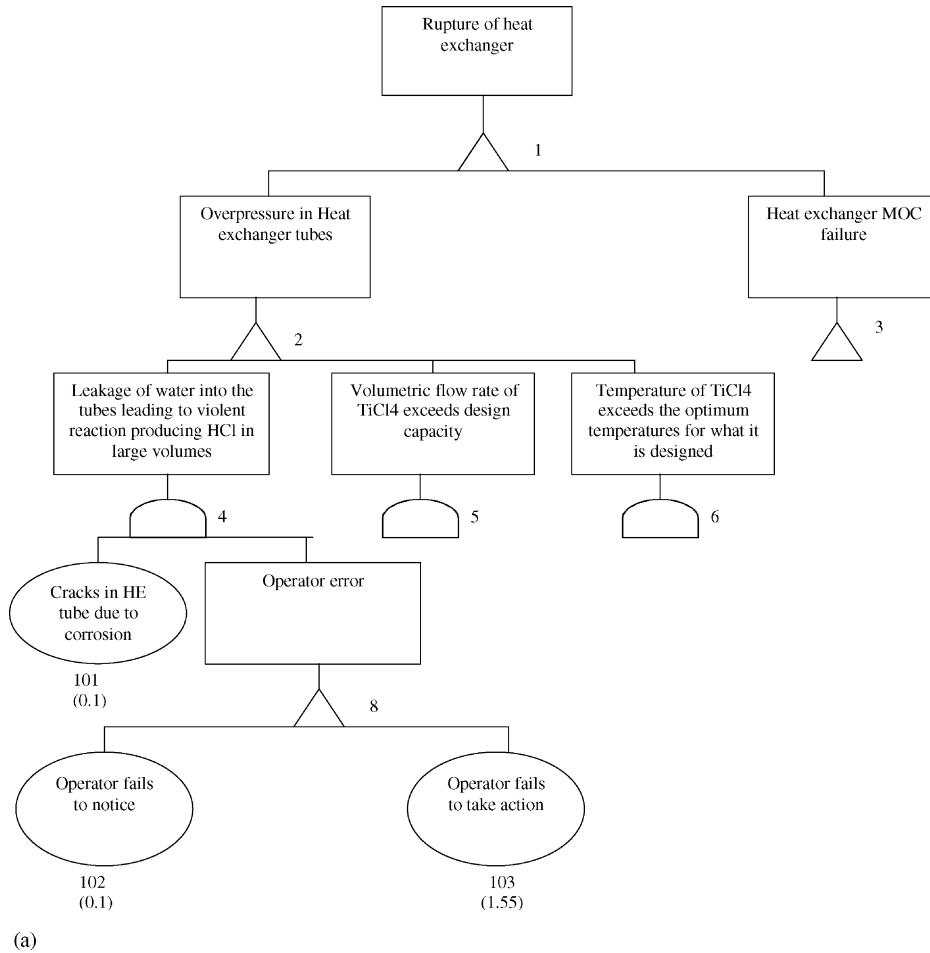 Rupture of heat
exchanger
1
Overpressure in Heat
exchanger tubes
Heat exchanger MOC
failure
2
3
Leakage of water into the
tubes leading to violent
reaction producing HCl in
large volumes
Volumetric flow rate of
TiCl4 exceeds design
capacity
Temperature of TiCl4
exceeds the optimum
temperatures for what it
is designed
4
5
6
Cracks in HE
tube due to
corrosion
Operator error
101
(0.1)
8
Operator fails
to notice
Operator fails
to take action
102
(0.1)
103
(1.55)
(a)